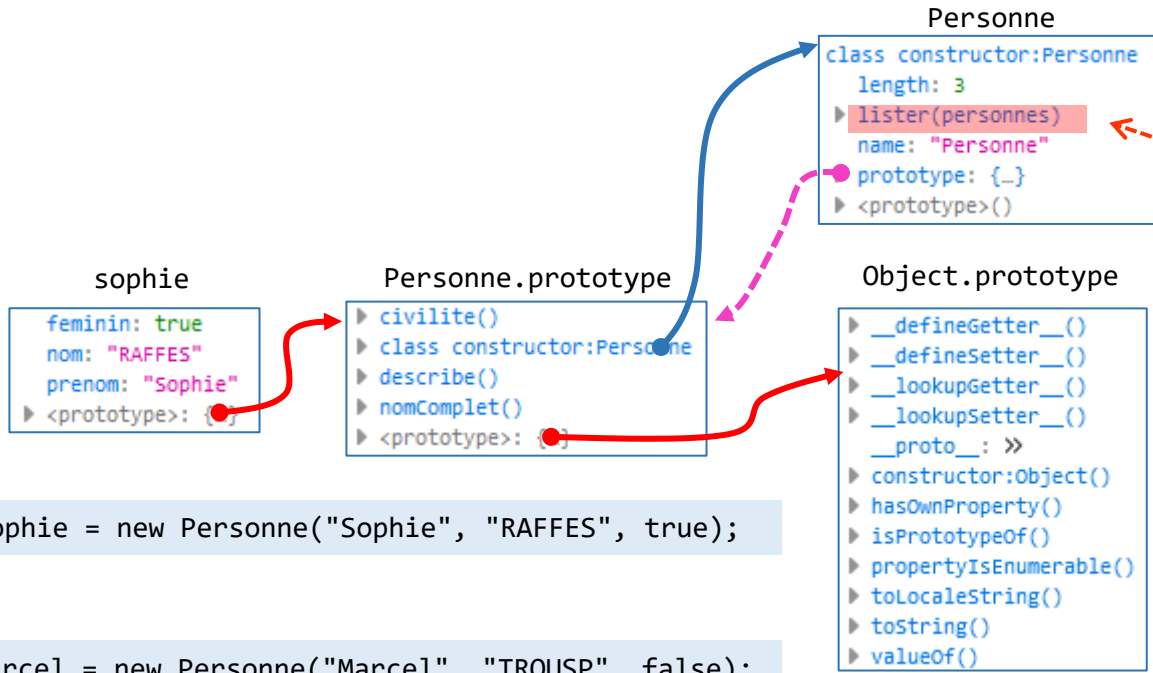 Personne
class constructor:Personne
length: 3
lister(personnes)
name: "Personne"
prototype: {…}
<prototype>()
sophie
feminin: true
nom: "RAFFES"
prenom: "Sophie"
<prototype>: {…}
Personne.prototype
civilite()
class constructor:Personne
describe()
nomComplet()
<prototype>: {…}
Object.prototype
__defineGetter__()
__defineSetter__()
__lookupGetter__()
__lookupSetter__()
__proto__: »
constructor:Object()
hasOwnProperty()
isPrototypeOf()
propertyIsEnumerable()
toLocaleString()
toString()
valueOf()
ophie = new Personne("Sophie", "RAFFES", true);
arcel = new Personne("Marcel", "TROUSP", false);